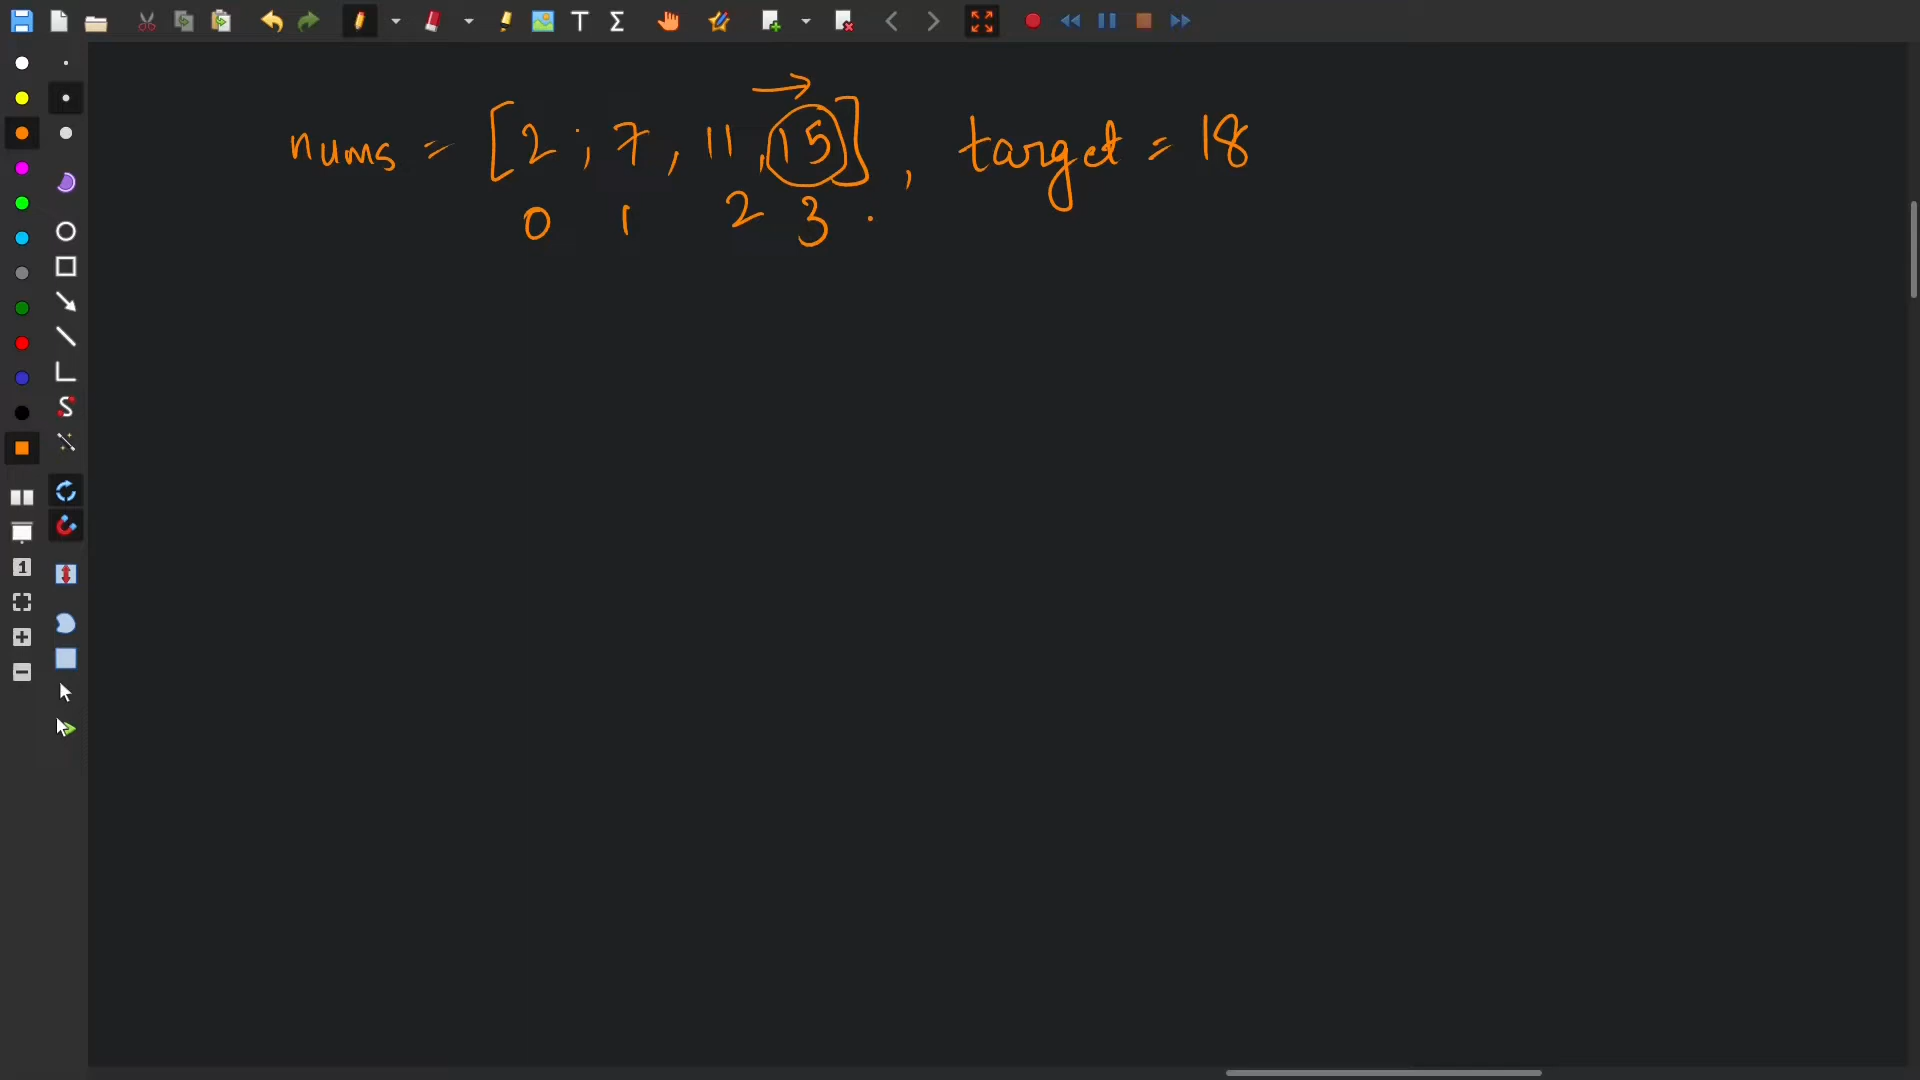 nums = [2 ; 7 , 11 , 15] , target = 18
0 1 2 3 .